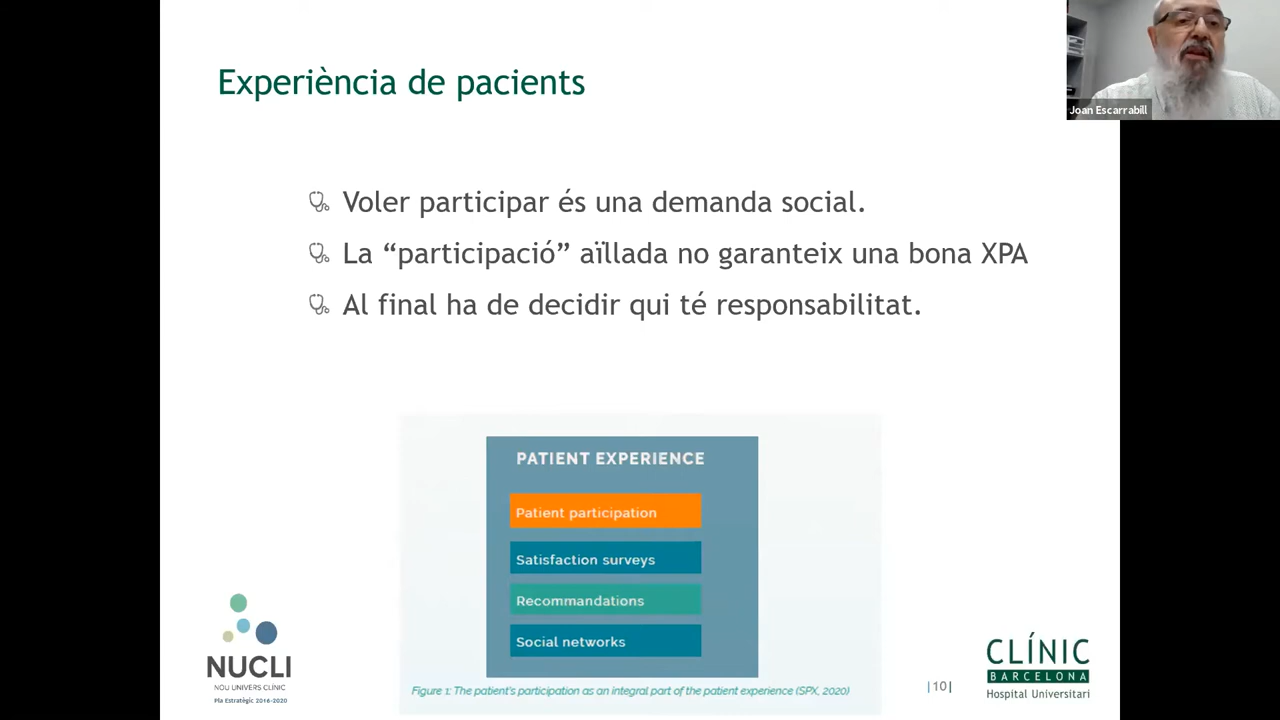 Experiència de pacients
Joan Escarrabill
Voler participar és una demanda social.
La “participació” aïllada no garanteix una bona XPA
Al final ha de decidir qui té responsabilitat.
PATIENT EXPERIENCE
Patient participation
Satisfaction surveys
Recommandations
Social networks
Figure 1: The patient's participation as an integral part of the patient experience (SPX, 2020)
NUCLI
NOU UNIVERS CLÍNIC
Pla Estratègic 2016-2020
|10|
CLÍNIC
BARCELONA
Hospital Universitari